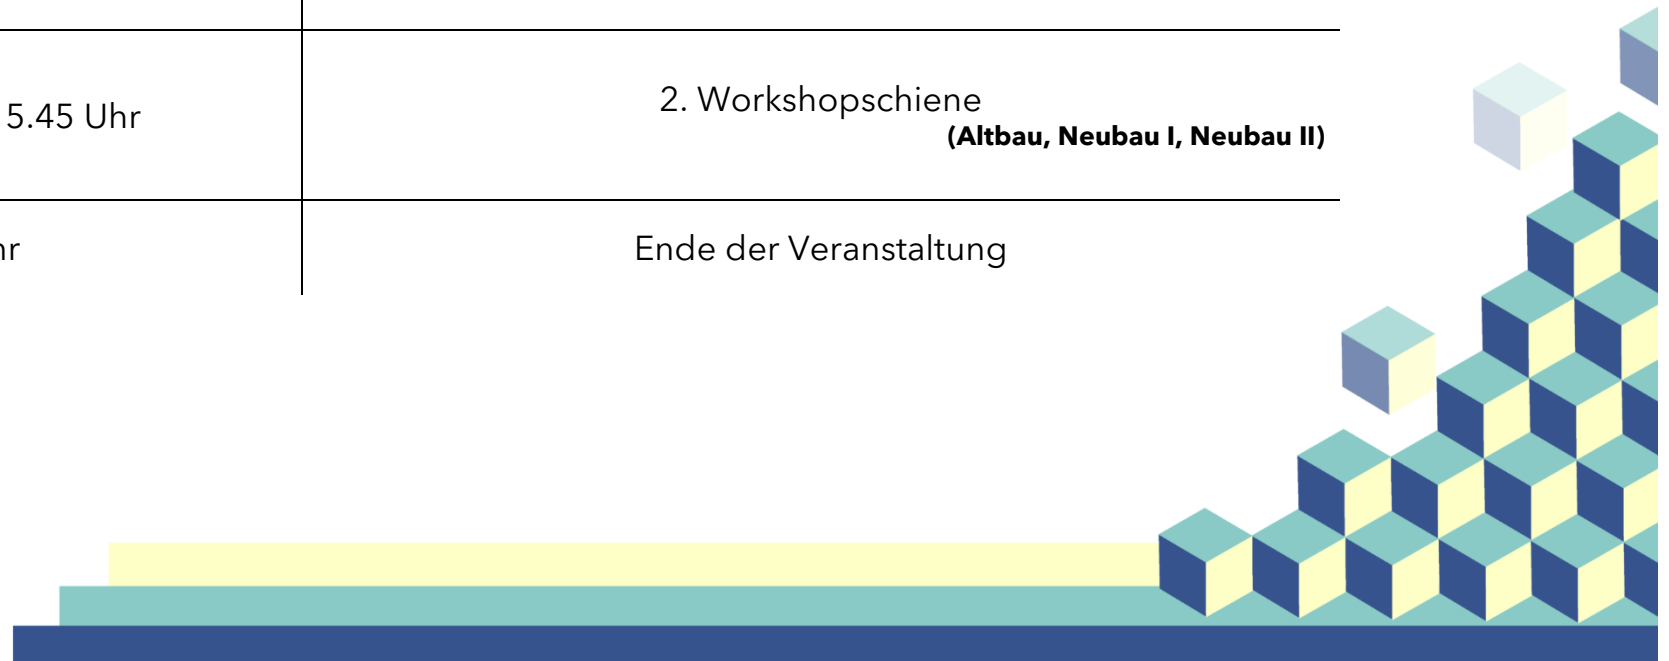 5.45 Uhr
2. Workshopschiene
(Altbau, Neubau I, Neubau II)
Ende der Veranstaltung